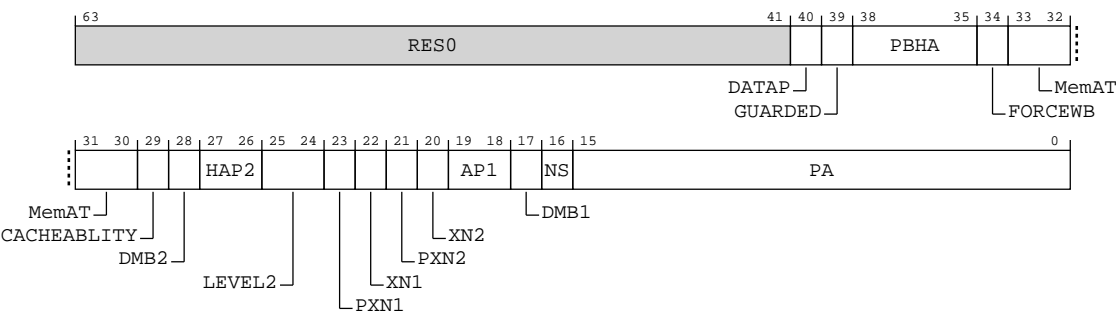 63 41 40 39 38 35 34 33 32
RES0 PBHA
DATAP MemAT
GUARDED FORCEWB
31 30 29 28 27 26 25 24 23 22 21 20 19 18 17 16 15 0
HAP2 AP1 NS PA
MemAT DMB1
CACHEABLITY XN2
DMB2 PXN2
LEVEL2 XN1
PXN1